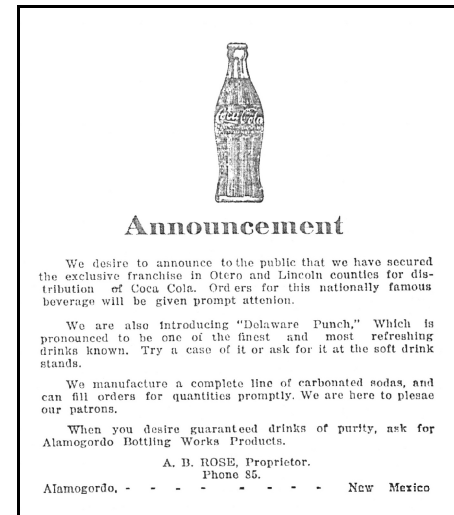 Coca-Cola
Announcement
We desire to announce to the public that we have secured
the exclusive franchise in Otero and Lincoln counties for dis-
tribution of Coca Cola. Orders for this nationally famous
beverage will be given prompt attenion.
We are also introducing "Delaware Punch," Which is
pronounced to be one of the finest and most refreshing
drinks known. Try a case of it or ask for it at the soft drink
stands.
We manufacture a complete line of carbonated sodas, and
can fill orders for quantities promptly. We are here to plesae
our patrons.
When you desire guaranteed drinks of purity, ask for
Alamogordo Bottling Works Products.
A. B. ROSE, Proprietor.
Phone 85.
Alamogordo, - - - - - - - - - New Mexico